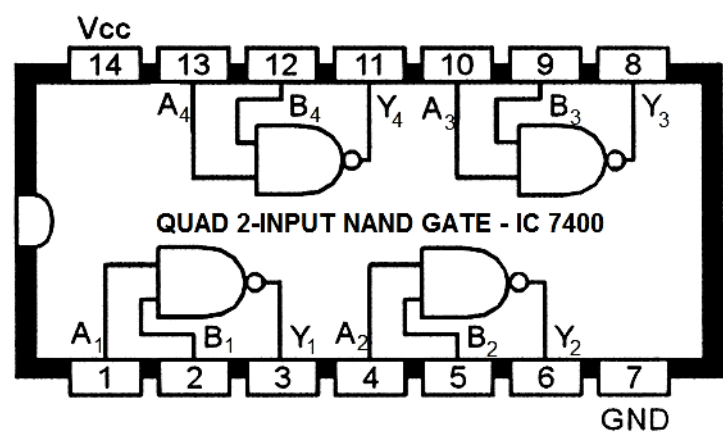 Vcc
14 13 12 11 10 9 8
A4 B4 Y4 A3 B3 Y3
QUAD 2-INPUT NAND GATE - IC 7400
A1 B1 Y1 A2 B2 Y2
1 2 3 4 5 6 7
GND